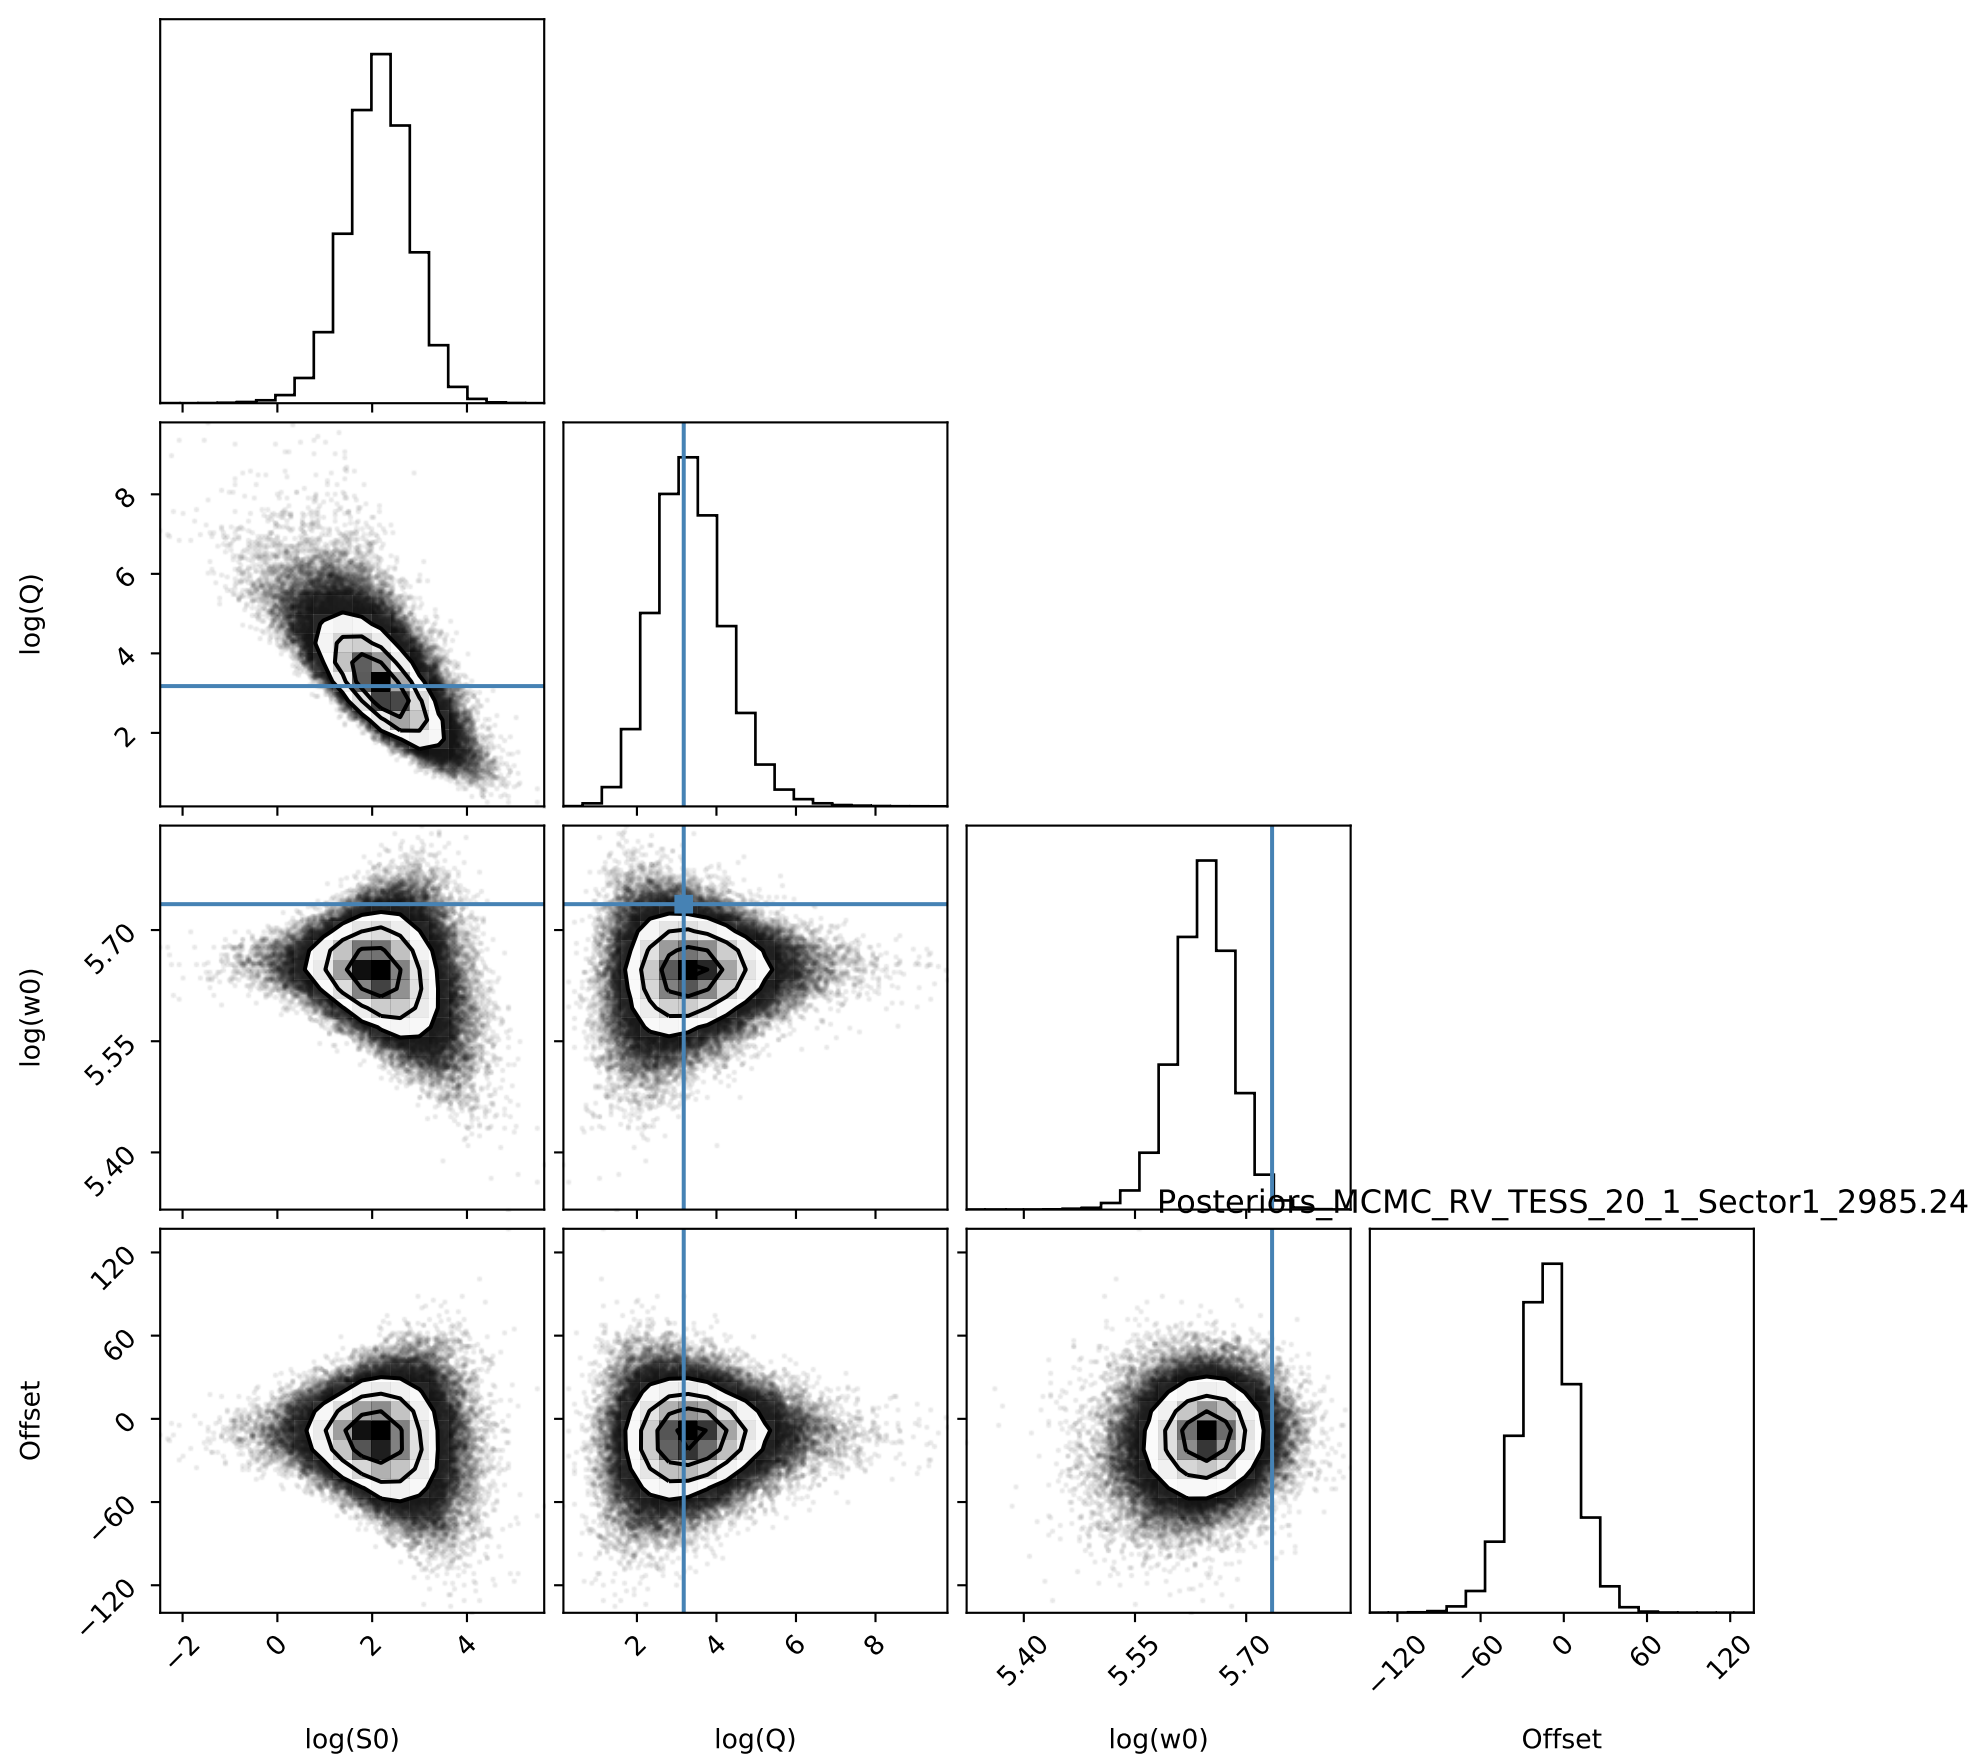 log(Q)
8
6
4
2
log(w0)
5.70
5.55
5.40
Posteriors_MCMC_RV_TESS_20_1_Sector1_2985.24
Offset
120
60
0
−60
−120
−2 0 2 4
2 4 6 8
5.40 5.55 5.70
−120 −60 0 60 120
log(S0) log(Q) log(w0) Offset